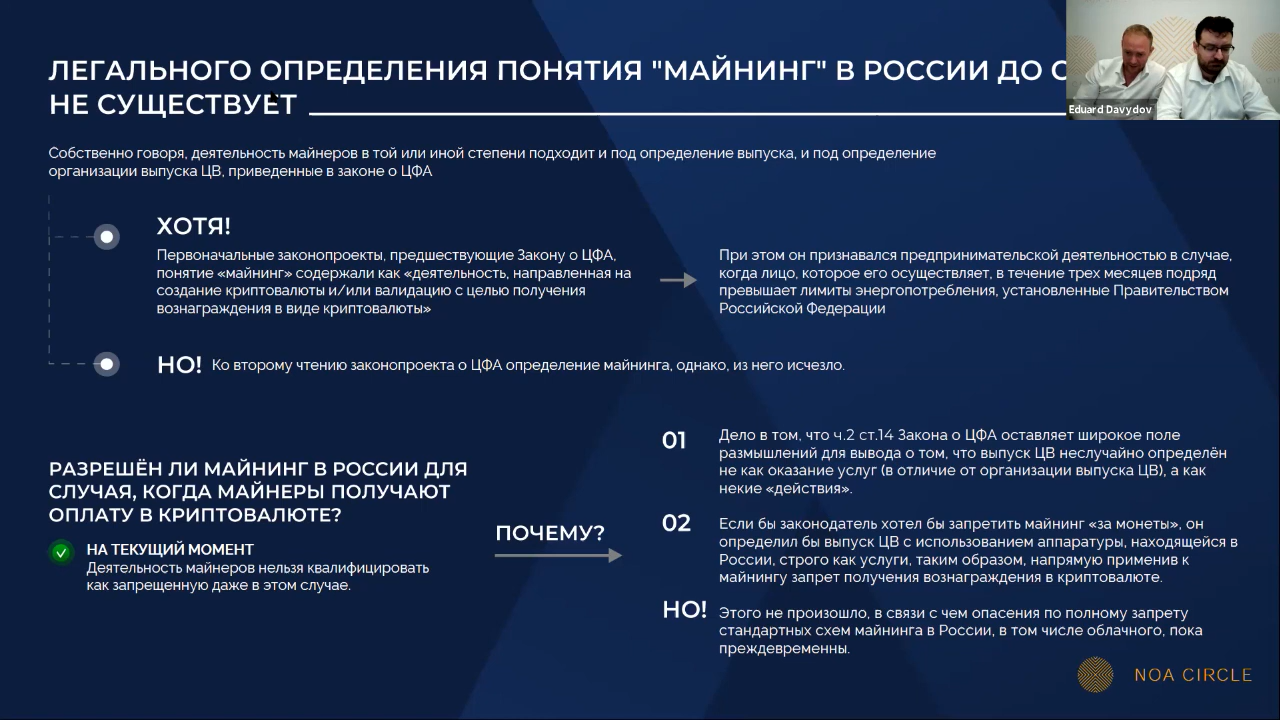 ЛЕГАЛЬНОГО ОПРЕДЕЛЕНИЯ ПОНЯТИЯ "МАЙНИНГ" В РОССИИ ДО
НЕ СУЩЕСТВУЕТ
Eduard Davydov
Собственно говоря, деятельность майнеров в той или иной степени подходит и под определение выпуска, и под определение
организации выпуска ЦВ, приведенные в законе о ЦФА
ХОТЯ!
Первоначальные законопроекты, предшествующие Закону о ЦФА,
понятие «майнинг» содержали как «деятельность, направленная на
создание криптовалюты и/или валидацию с целью получения
вознаграждения в виде криптовалюты»
При этом он признавался предпринимательской деятельностью в случае,
когда лицо, которое его осуществляет, в течение трех месяцев подряд
превышает лимиты энергопотребления, установленные Правительством
Российской Федерации
НО! Ко второму чтению законопроекта о ЦФА определение майнинга, однако, из него исчезло.
РАЗРЕШЁН ЛИ МАЙНИНГ В РОССИИ ДЛЯ
СЛУЧАЯ, КОГДА МАЙНЕРЫ ПОЛУЧАЮТ
ОПЛАТУ В КРИПТОВАЛЮТЕ?
НА ТЕКУЩИЙ МОМЕНТ
Деятельность майнеров нельзя квалифицировать
как запрещенную даже в этом случае.
ПОЧЕМУ?
01
Дело в том, что ч.2 ст.14 Закона о ЦФА оставляет широкое поле
размышлений для вывода о том, что выпуск ЦВ неслучайно определён
не как оказание услуг (в отличие от организации выпуска ЦВ), а как
некие «действия».
02
Если бы законодатель хотел бы запретить майнинг «за монеты», он
определил бы выпуск ЦВ с использованием аппаратуры, находящейся в
России, строго как услуги, таким образом, напрямую применив к
майнингу запрет получения вознаграждения в криптовалюте.
НО!
Этого не произошло, в связи с чем опасения по полному запрету
стандартных схем майнинга в России, в том числе облачного, пока
преждевременны.
NOA CIRCLE